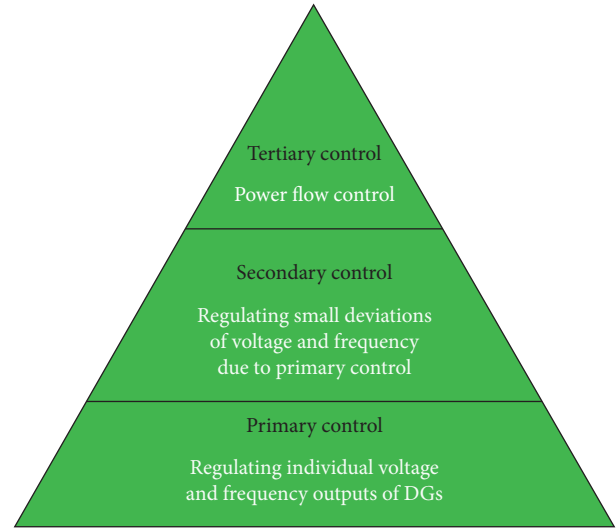 Tertiary control
Power flow control
Secondary control
Regulating small deviations
of voltage and frequency
due to primary control
Primary control
Regulating individual voltage
and frequency outputs of DGs